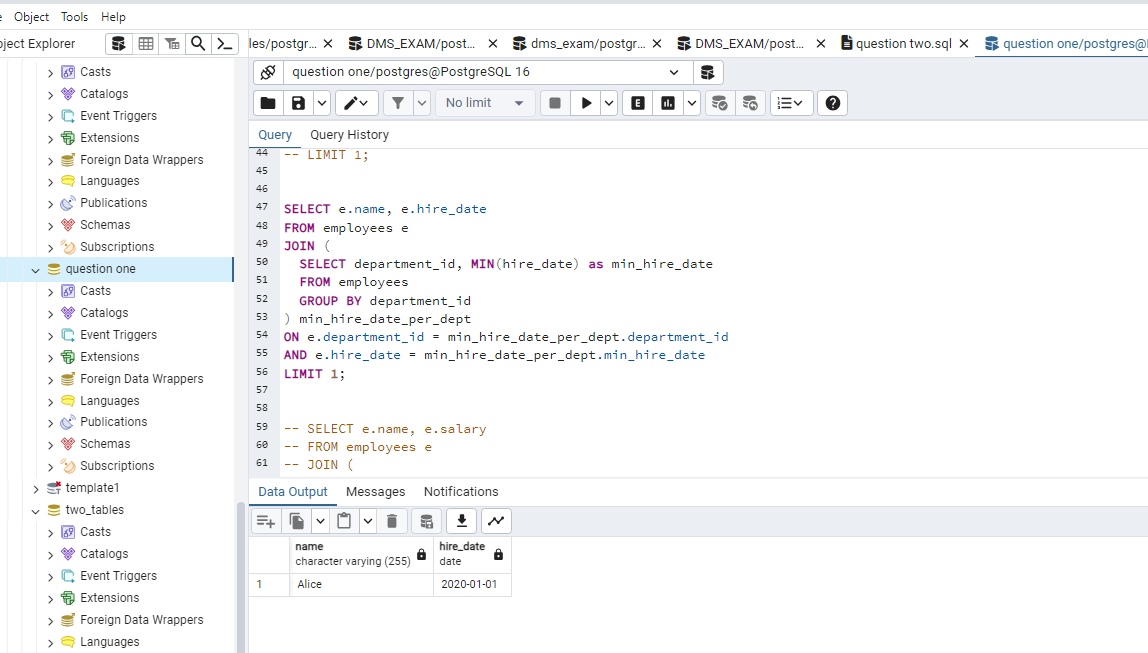 Object Tools Help
ject Explorer
les/postgr...
DMS_EXAM/post...
dms_exam/postgr...
DMS_EXAM/post...
question two.sql
question one/postgres@
question one/postgres@PostgreSQL 16
No limit
Query Query History
Casts
Catalogs
Event Triggers
Extensions
Foreign Data Wrappers
Languages
Publications
Schemas
Subscriptions
question one
Casts
Catalogs
Event Triggers
Extensions
Foreign Data Wrappers
Languages
Publications
Schemas
Subscriptions
template1
two_tables
Casts
Catalogs
Event Triggers
Extensions
Foreign Data Wrappers
Languages
44 -- LIMIT 1;
45
46
47 SELECT e.name, e.hire_date
48 FROM employees e
49 JOIN (
50 SELECT department_id, MIN(hire_date) as min_hire_date
51 FROM employees
52 GROUP BY department_id
53 ) min_hire_date_per_dept
54 ON e.department_id = min_hire_date_per_dept.department_id
55 AND e.hire_date = min_hire_date_per_dept.min_hire_date
56 LIMIT 1;
57
58
59 -- SELECT e.name, e.salary
60 -- FROM employees e
61 -- JOIN (
Data Output Messages Notifications
name hire_date
character varying (255) date
1 Alice 2020-01-01